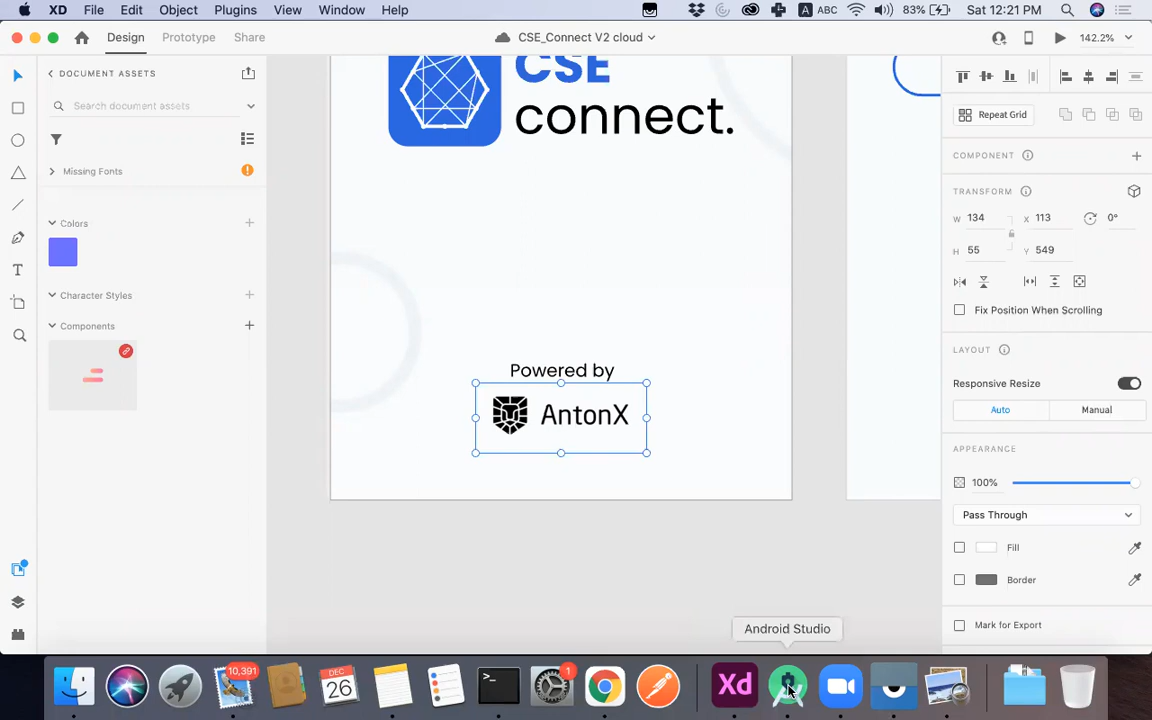 XD File Edit Object Plugins View Window Help A ABC 83% Sat 12:21 PM
Design Prototype Share CSE_Connect V2 cloud 142.2%
DOCUMENT ASSETS
Search document assets
Missing Fonts
Colors
Character Styles
Components
CSE
connect.
Powered by
AntonX
Repeat Grid
COMPONENT
TRANSFORM
W 134 X 113 0°
H 55 Y 549
Fix Position When Scrolling
LAYOUT
Responsive Resize
Auto Manual
APPEARANCE
100%
Pass Through
Fill
Border
Mark for Export
Android Studio
10,391
DEC
26
1
Xd